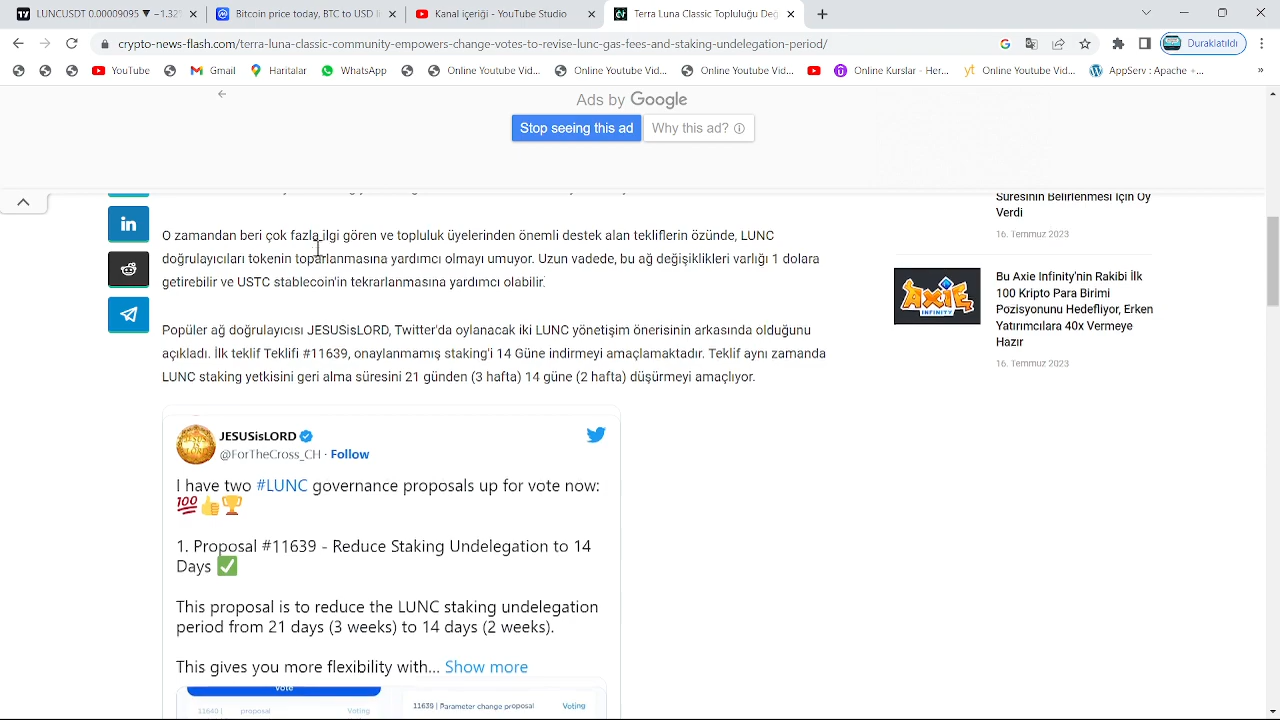 LUNCUSDT 0.00009095 ▼ −1.32%
Bitcoin price today, BTC to USD li
Kanal içeriği - YouTube Studio
Terra Luna Classic Topluluğu Değ
crypto-news-flash.com/terra-luna-classic-community-empowers-change-votes-to-revise-lunc-gas-fees-and-staking-undelegation-period/
Duraklatıldı
YouTube
Gmail
Haritalar
WhatsApp
Online Youtube Vid...
Online Youtube Vid...
Online Youtube Vid...
Online Kurslar - Her...
yt Online Youtube Vid...
AppServ : Apache +...
»
Ads by Google
Stop seeing this ad
Why this ad?
O zamandan beri çok fazla ilgi gören ve topluluk üyelerinden önemli destek alan tekliflerin özünde, LUNC
doğrulayıcıları tokenin toparlanmasına yardımcı olmayı umuyor. Uzun vadede, bu ağ değişiklikleri varlığı 1 dolara
getirebilir ve USTC stablecoin'in tekrarlanmasına yardımcı olabilir.
Popüler ağ doğrulayıcısı JESUSisLORD, Twitter'da oylanacak iki LUNC yönetişim önerisinin arkasında olduğunu
açıkladı. İlk teklif Teklifi #11639, onaylanmamış staking'i 14 Güne indirmeyi amaçlamaktadır. Teklif aynı zamanda
LUNC staking yetkisini geri alma süresini 21 günden (3 hafta) 14 güne (2 hafta) düşürmeyi amaçlıyor.
JESUSisLORD
@ForTheCross_CH · Follow
I have two #LUNC governance proposals up for vote now:
💯👍🏆
1. Proposal #11639 - Reduce Staking Undelegation to 14
Days ✅
This proposal is to reduce the LUNC staking undelegation
period from 21 days (3 weeks) to 14 days (2 weeks).
This gives you more flexibility with... Show more
Vote
11640 | proposal Voting
11639 | Parameter change proposal Voting
Süresinin Belirlenmesi İçin Oy
Verdi
16. Temmuz 2023
AXIE
INFINITY
Bu Axie Infinity'nin Rakibi İlk
100 Kripto Para Birimi
Pozisyonunu Hedefliyor, Erken
Yatırımcılara 40x Vermeye
Hazır
16. Temmuz 2023